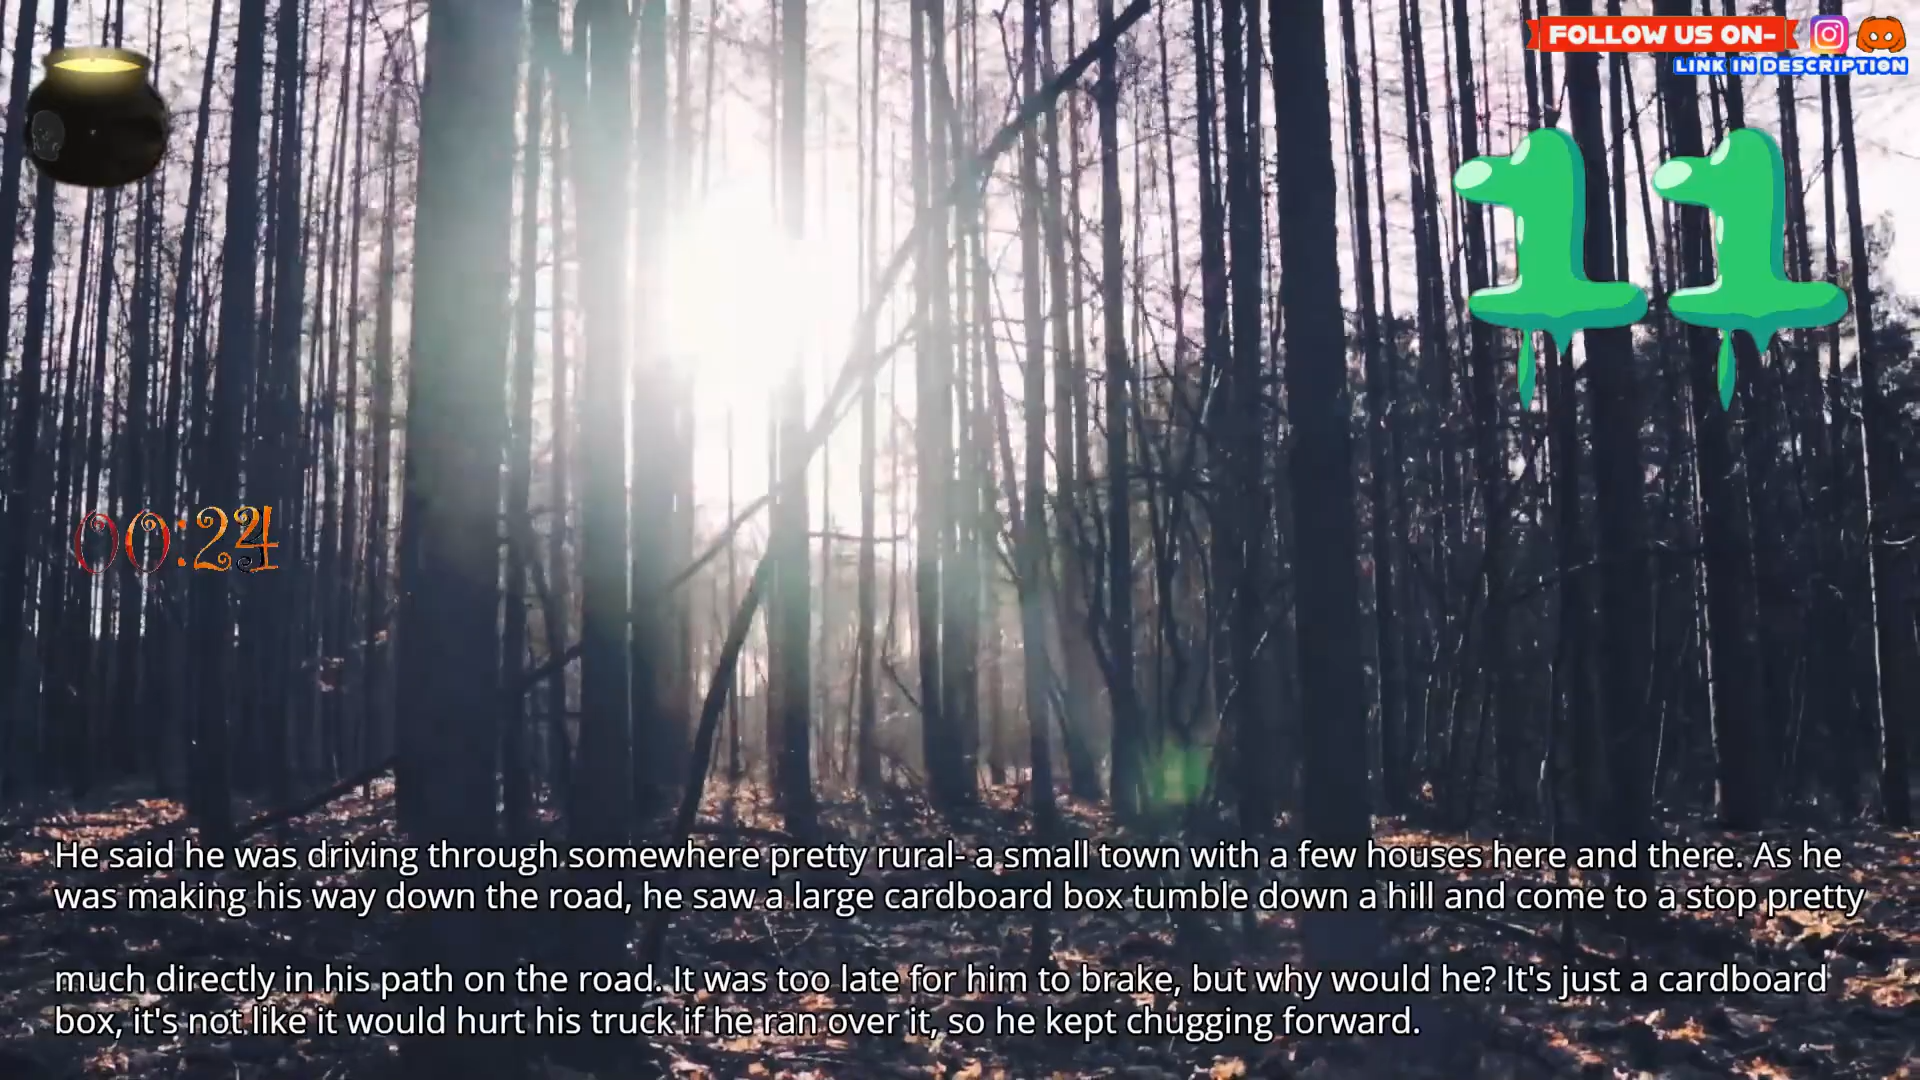 FOLLOW US ON-
LINK IN DESCRIPTION
11
00:24
He said he was driving through somewhere pretty rural- a small town with a few houses here and there. As he
was making his way down the road, he saw a large cardboard box tumble down a hill and come to a stop pretty
much directly in his path on the road. It was too late for him to brake, but why would he? It's just a cardboard
box, it's not like it would hurt his truck if he ran over it, so he kept chugging forward.